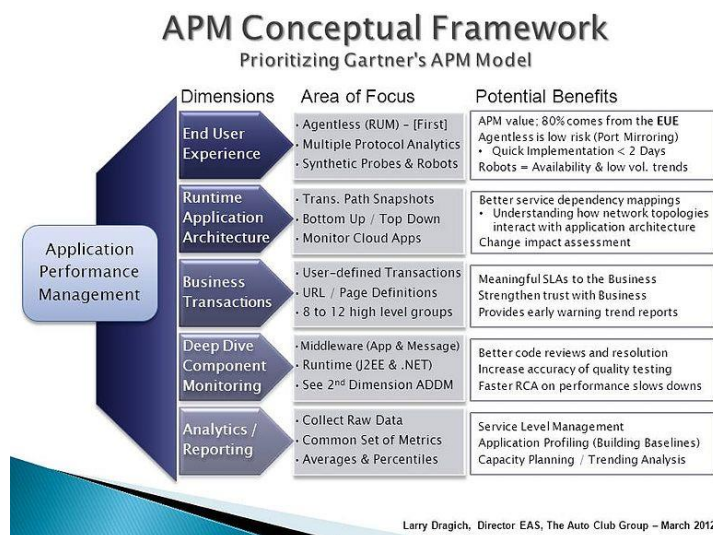 APM Conceptual Framework
Prioritizing Gartner's APM Model
Dimensions
Area of Focus
Potential Benefits
Application
Performance
Management
End User
Experience
· Agentless (RUM) – [First]
· Multiple Protocol Analytics
· Synthetic Probes & Robots
APM value; 80% comes from the EUE
Agentless is low risk (Port Mirroring)
• Quick Implementation < 2 Days
Robots = Availability & low vol. trends
Runtime
Application
Architecture
· Trans. Path Snapshots
· Bottom Up / Top Down
· Monitor Cloud Apps
Better service dependency mappings
• Understanding how network topologies
interact with application architecture
Change impact assessment
Business
Transactions
· User-defined Transactions
· URL / Page Definitions
· 8 to 12 high level groups
Meaningful SLAs to the Business
Strengthen trust with Business
Provides early warning trend reports
Deep Dive
Component
Monitoring
· Middleware (App & Message)
· Runtime (J2EE & .NET)
· See 2nd Dimension ADDM
Better code reviews and resolution
Increase accuracy of quality testing
Faster RCA on performance slows downs
Analytics /
Reporting
· Collect Raw Data
· Common Set of Metrics
· Averages & Percentiles
Service Level Management
Application Profiling (Building Baselines)
Capacity Planning / Trending Analysis
Larry Dragich, Director EAS, The Auto Club Group – March 2012